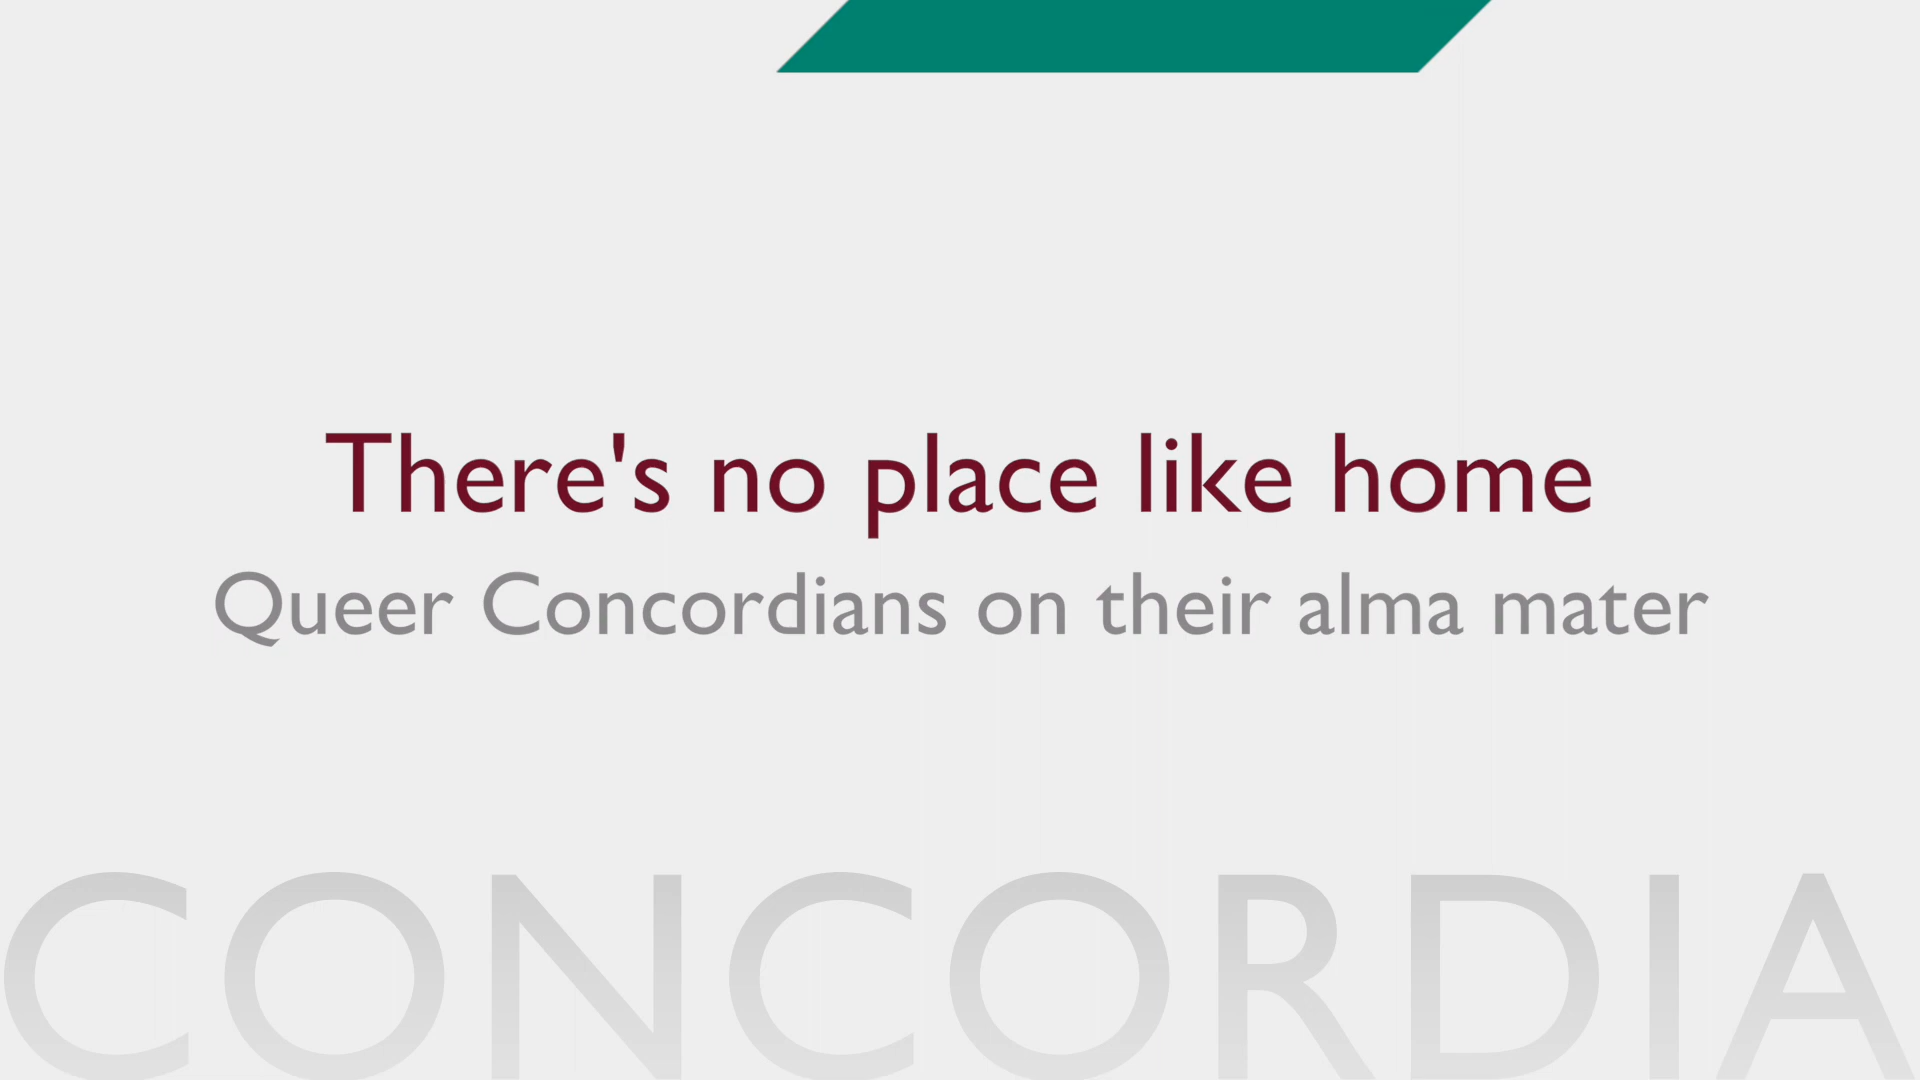 There's no place like home
Queer Concordians on their alma mater
CONCORDIA